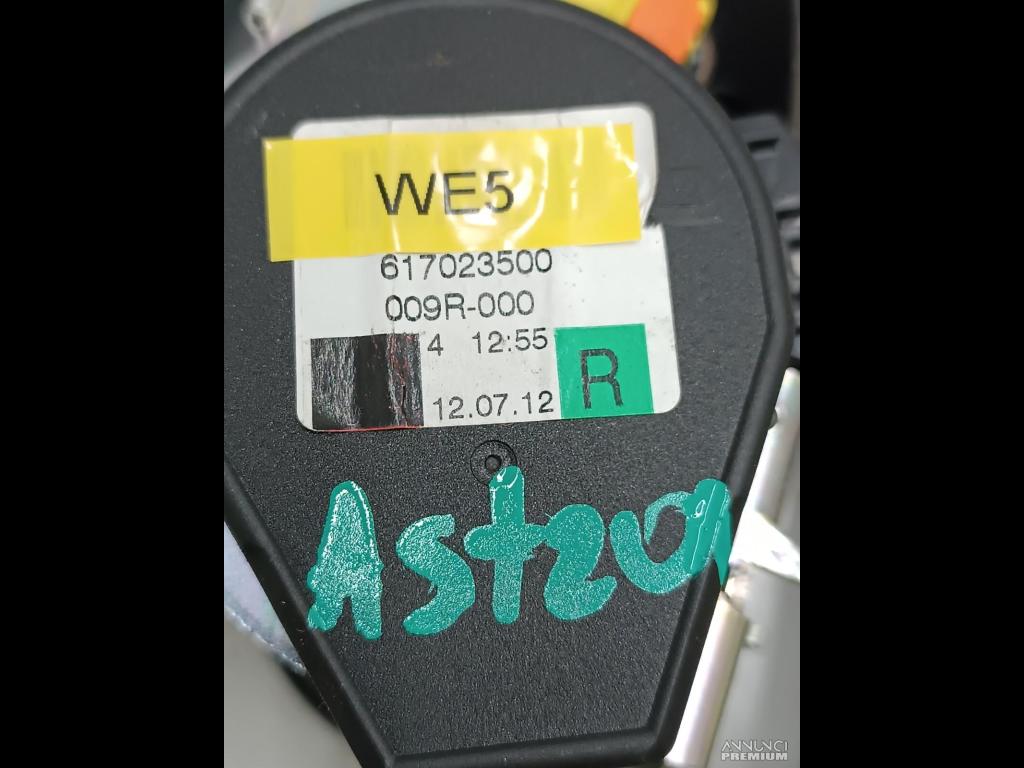 WE5
617023500
009R-000
4 12:55
R
12.07.12
Astra
ANNUNCI
PREMIUM